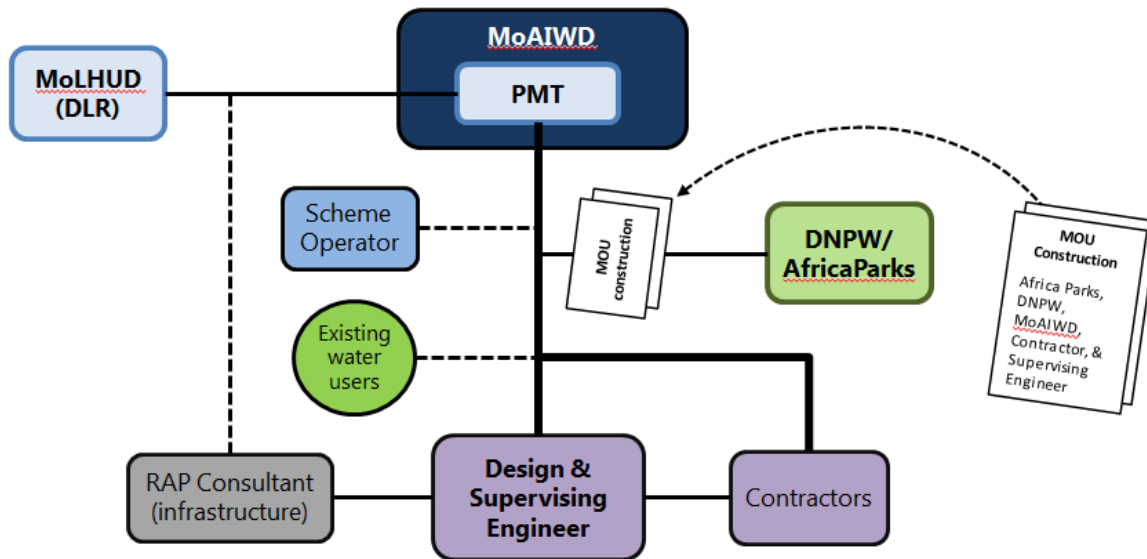 MoAIWD
PMT
MoLHUD
(DLR)
Scheme
Operator
MOU
construction
DNPW/
AfricaParks
MOU
Construction
Africa Parks,
DNPW,
MoAIWD,
Contractor, &
Supervising
Engineer
Existing
water
users
RAP Consultant
(infrastructure)
Design &
Supervising
Engineer
Contractors